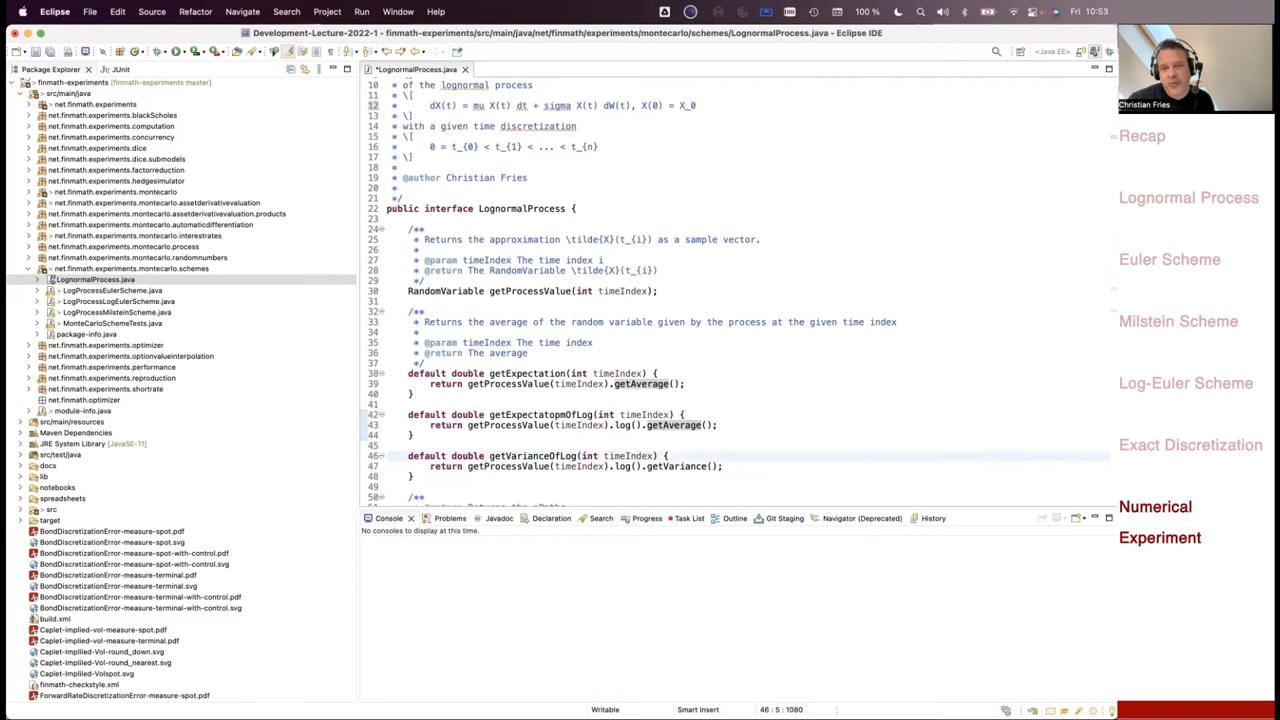 Eclipse File Edit Source Refactor Navigate Search Project Run Window Help 100 % Fri 10:53
Development-Lecture-2022-1 - finmath-experiments/src/main/java/net/finmath/experiments/montecarlo/schemes/LognormalProcess.java - Eclipse IDE
<Java EE>
Package Explorer JUnit
finmath-experiments [finmath-experiments master]
src/main/java
> net.finmath.experiments
> net.finmath.experiments.blackScholes
> net.finmath.experiments.computation
> net.finmath.experiments.concurrency
> net.finmath.experiments.dice
> net.finmath.experiments.dice.submodels
> net.finmath.experiments.factorreduction
> net.finmath.experiments.hedgesimulator
> net.finmath.experiments.montecarlo
> net.finmath.experiments.montecarlo.assetderivativevaluation
> net.finmath.experiments.montecarlo.assetderivativevaluation.products
> net.finmath.experiments.montecarlo.automaticdifferentiation
> net.finmath.experiments.montecarlo.interestrates
> net.finmath.experiments.montecarlo.process
> net.finmath.experiments.montecarlo.randomnumbers
> net.finmath.experiments.montecarlo.schemes
LognormalProcess.java
> LogProcessEulerScheme.java
> LogProcessLogEulerScheme.java
> LogProcessMilsteinScheme.java
> MonteCarloSchemeTests.java
package-info.java
> net.finmath.experiments.optimizer
> net.finmath.experiments.optionvalueinterpolation
> net.finmath.experiments.performance
> net.finmath.experiments.reproduction
> net.finmath.experiments.shortrate
net.finmath.optimizer
> module-info.java
src/main/resources
Maven Dependencies
JRE System Library [JavaSE-11]
src/test/java
docs
lib
notebooks
spreadsheets
> src
target
BondDiscretizationError-measure-spot.pdf
BondDiscretizationError-measure-spot.svg
BondDiscretizationError-measure-spot-with-control.pdf
BondDiscretizationError-measure-spot-with-control.svg
BondDiscretizationError-measure-terminal.pdf
BondDiscretizationError-measure-terminal.svg
BondDiscretizationError-measure-terminal-with-control.pdf
BondDiscretizationError-measure-terminal-with-control.svg
build.xml
Caplet-implied-vol-measure-spot.pdf
Caplet-implied-vol-measure-terminal.pdf
Caplet-Impliled-Vol-round_down.svg
Caplet-Impliled-Vol-round_nearest.svg
Caplet-Impliled-Volspot.svg
finmath-checkstyle.xml
ForwardRateDiscretizationError-measure-spot.pdf
*LognormalProcess.java
10 * of the lognormal process
11 * \[
12 * dX(t) = mu X(t) dt + sigma X(t) dW(t), X(0) = X_0
13 * \]
14 * with a given time discretization
15 * \[
16 * 0 = t_{0} < t_{1} < ... < t_{n}
17 * \]
18 *
19 * @author Christian Fries
20 *
21 */
22 public interface LognormalProcess {
23
24 /**
25 * Returns the approximation \tilde{X}(t_{i}) as a sample vector.
26 *
27 * @param timeIndex The time index i
28 * @return The RandomVariable \tilde{X}(t_{i})
29 */
30 RandomVariable getProcessValue(int timeIndex);
31
32 /**
33 * Returns the average of the random variable given by the process at the given time index
34 *
35 * @param timeIndex The time index
36 * @return The average
37 */
38 default double getExpectation(int timeIndex) {
39 return getProcessValue(timeIndex).getAverage();
40 }
41
42 default double getExpectatopmOfLog(int timeIndex) {
43 return getProcessValue(timeIndex).log().getAverage();
44 }
45
46 default double getVarianceOfLog(int timeIndex) {
47 return getProcessValue(timeIndex).log().getVariance();
48 }
49
50 /**
Console Problems Javadoc Declaration Search Progress Task List Outline Git Staging Navigator (Deprecated) History
No consoles to display at this time.
Writable Smart Insert 46 : 5 : 1080
Christian Fries
Recap
Lognormal Process
Euler Scheme
Milstein Scheme
Log-Euler Scheme
Exact Discretization
Numerical
Experiment